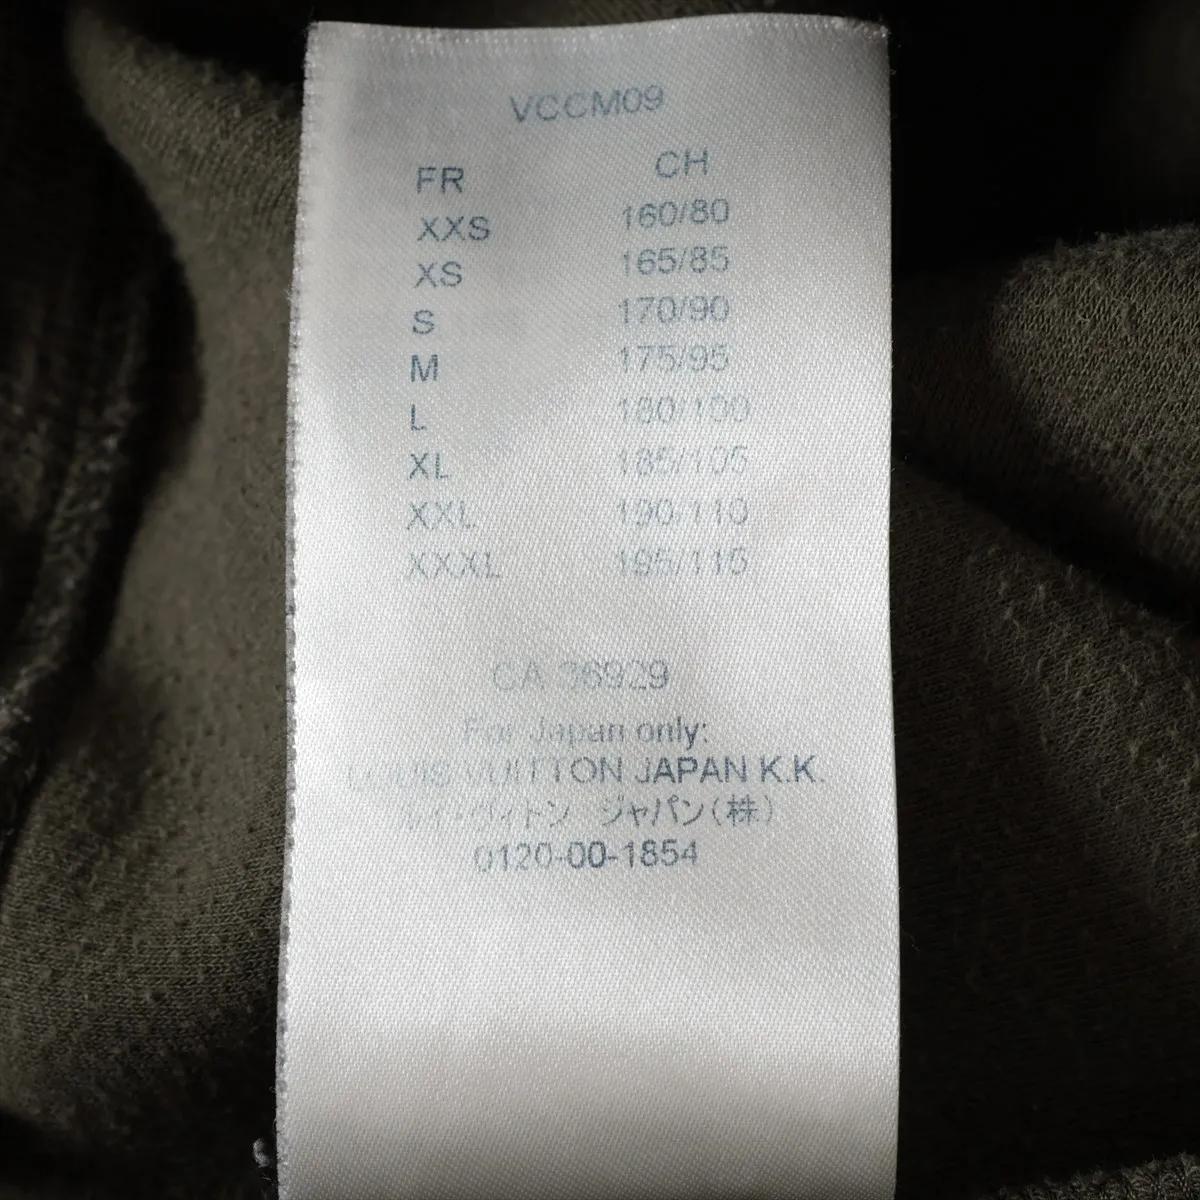 VCCM09
FR CH
XXS 160/80
XS 165/85
S 170/90
M 175/95
L 180/100
XL 185/105
XXL 190/110
XXXL 195/115
CA 36929
For Japan only:
LOUIS VUITTON JAPAN K.K.
ルイ・ヴィトン ジャパン(株)
0120-00-1854